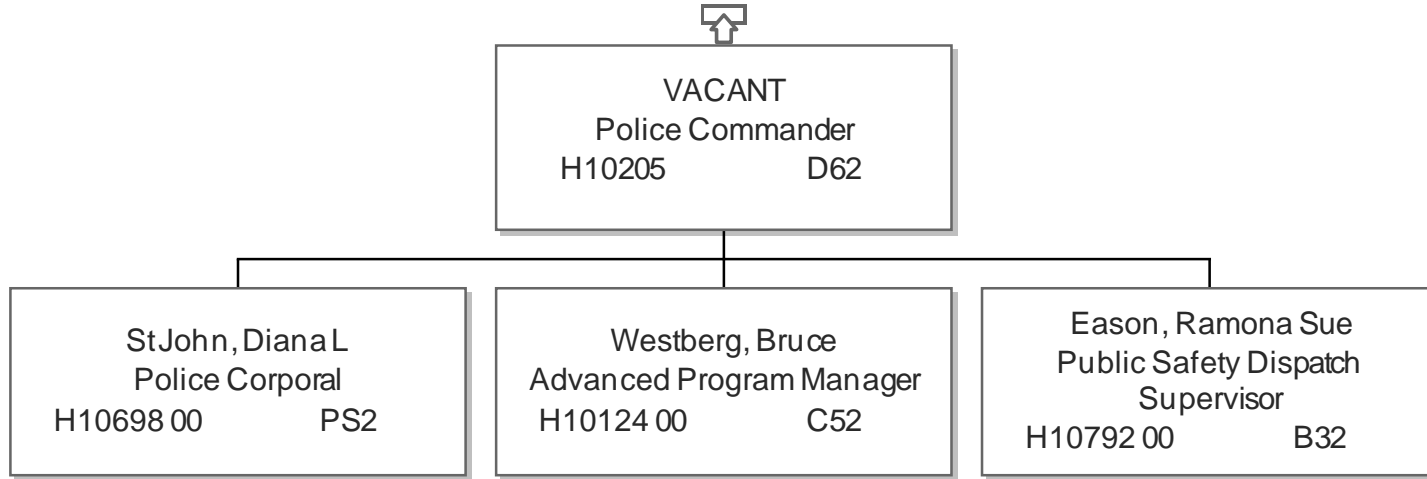 VACANT
Police Commander
H10205 D62
StJohn, Diana L
Police Corporal
H10698 00 PS2
Westberg, Bruce
Advanced Program Manager
H10124 00 C52
Eason, Ramona Sue
Public Safety Dispatch
Supervisor
H10792 00 B32